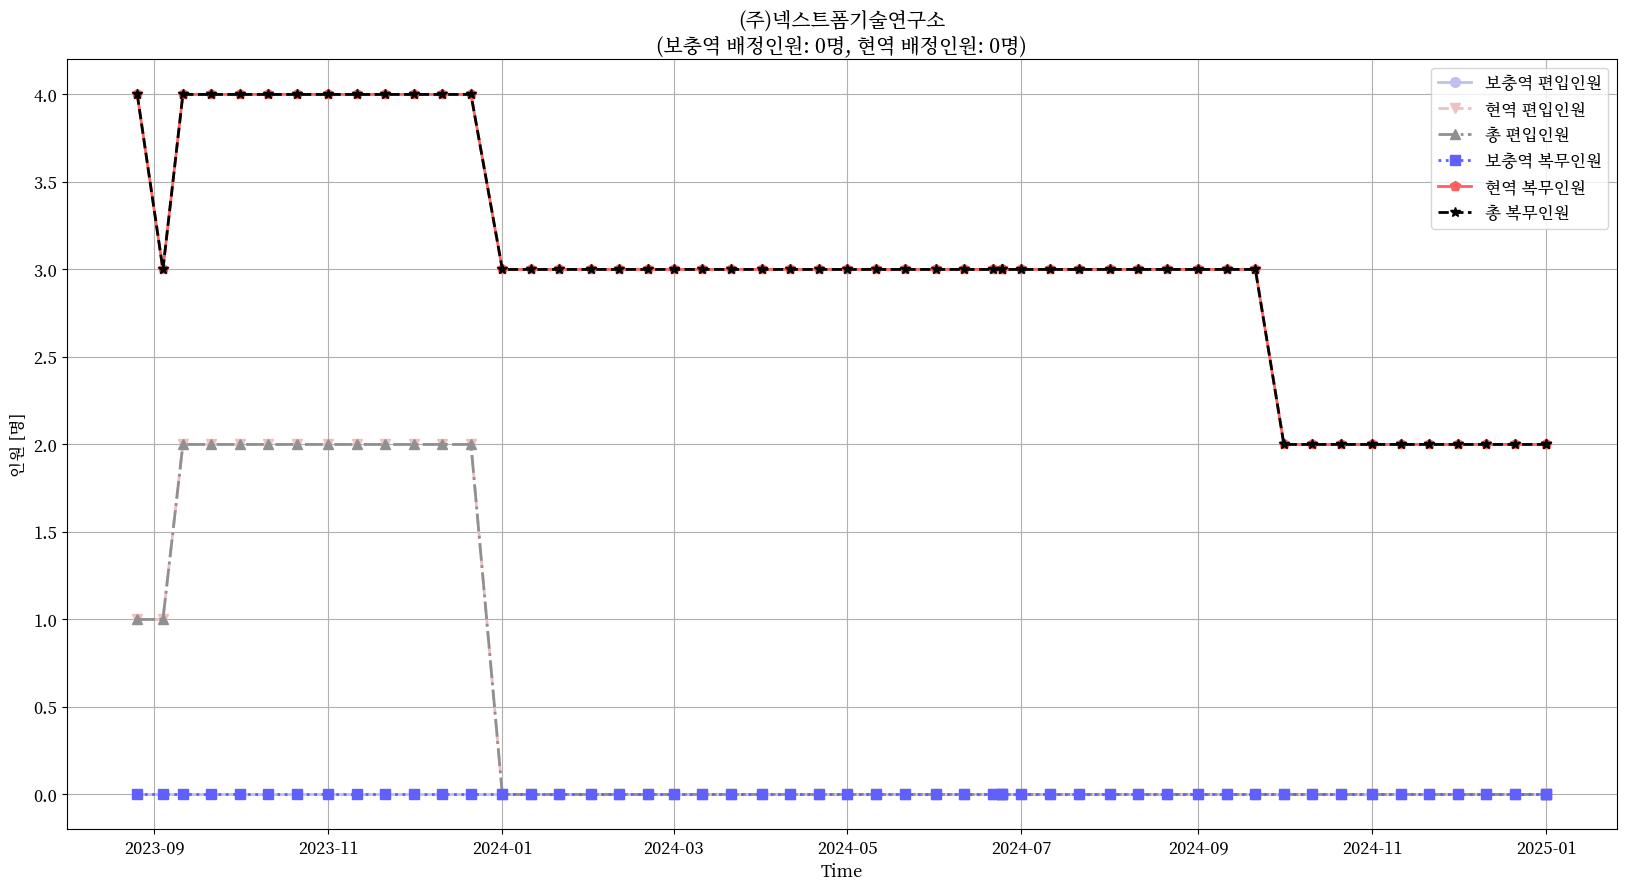 (주)넥스트폼기술연구소
(보충역 배정인원: 0명, 현역 배정인원: 0명)
보충역 편입인원
현역 편입인원
총 편입인원
보충역 복무인원
현역 복무인원
총 복무인원
4.0
3.5
3.0
2.5
2.0
1.5
1.0
0.5
0.0
인원 [명]
2023-09 2023-11 2024-01 2024-03 2024-05 2024-07 2024-09 2024-11 2025-01
Time